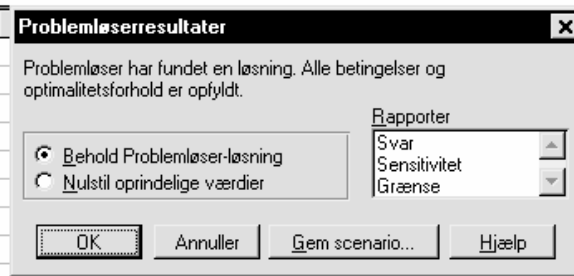 Problemløserresultater
Problemløser har fundet en løsning. Alle betingelser og
optimalitetsforhold er opfyldt.
Rapporter
Svar
Sensitivitet
Grænse
Behold Problemløser-løsning
Nulstil oprindelige værdier
OK
Annuller
Gem scenario...
Hjælp